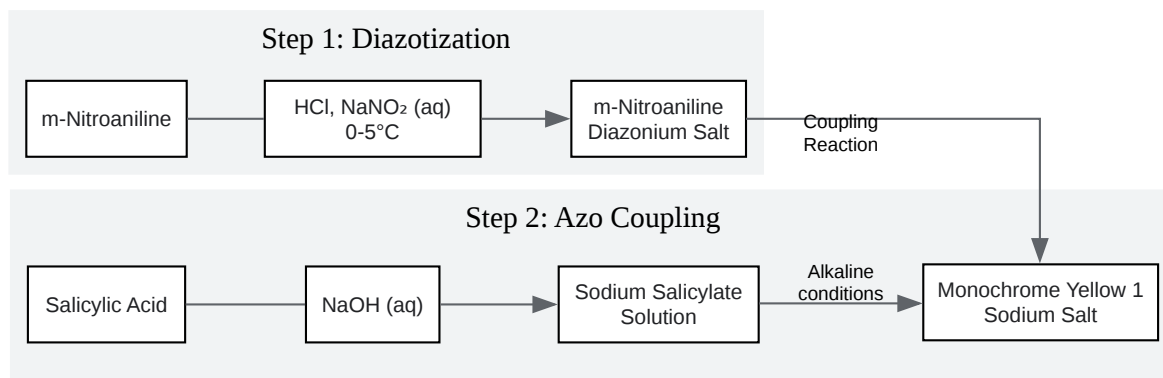 Step 1: Diazotization
m-Nitroaniline
HCl, NaNO₂ (aq)
0-5°C
m-Nitroaniline
Diazonium Salt
Coupling
Reaction
Step 2: Azo Coupling
Salicylic Acid
NaOH (aq)
Sodium Salicylate
Solution
Alkaline
conditions
Monochrome Yellow 1
Sodium Salt